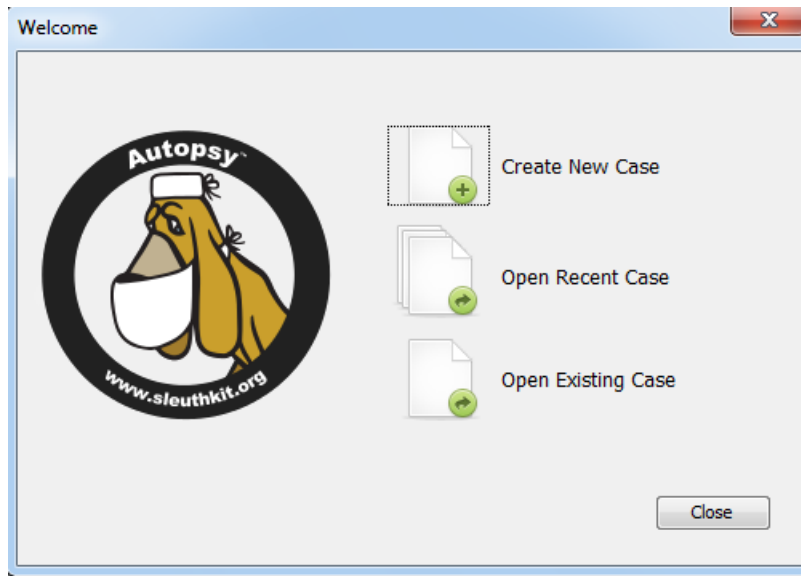 Welcome
X
Autopsy™
www.sleuthkit.org
Create New Case
Open Recent Case
Open Existing Case
Close